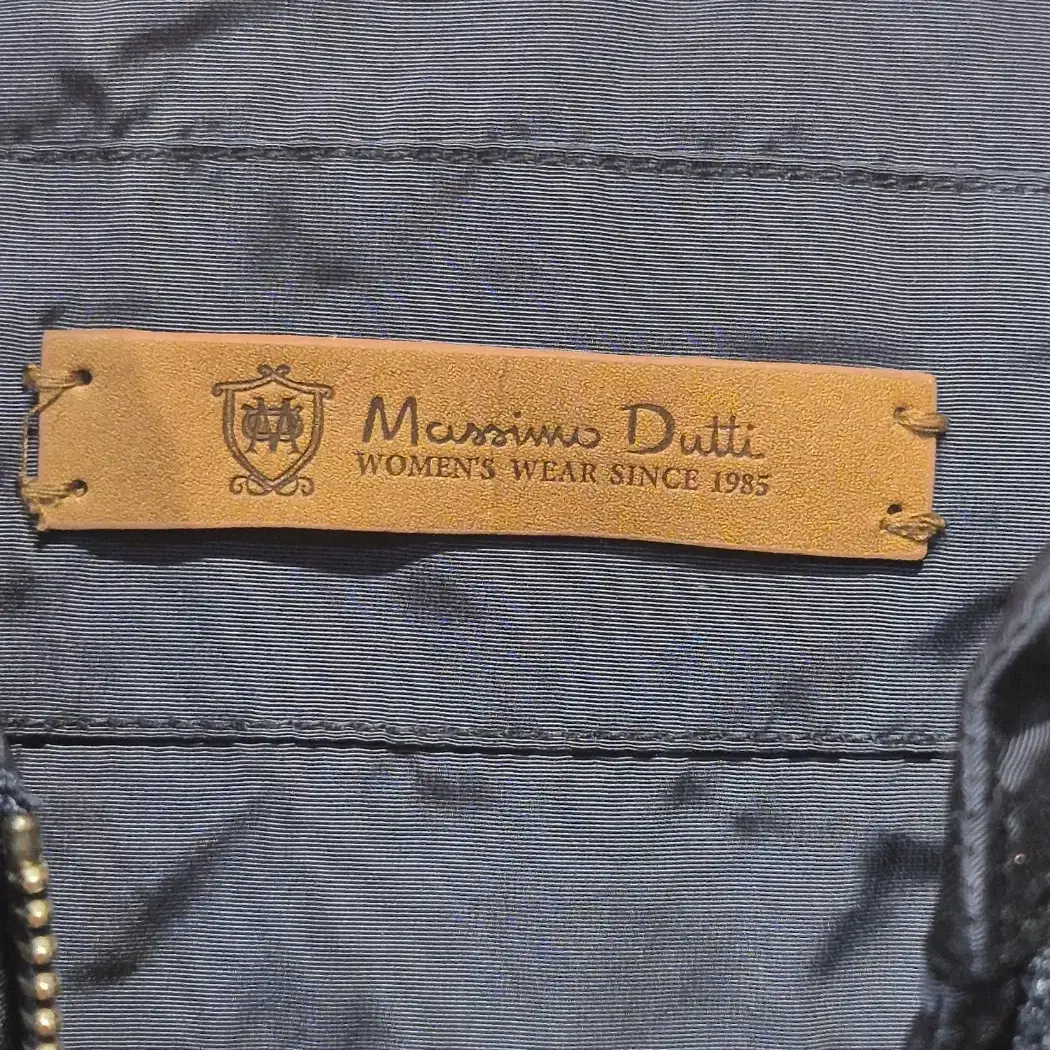 Massimo Dutti
WOMEN'S WEAR SINCE 1985